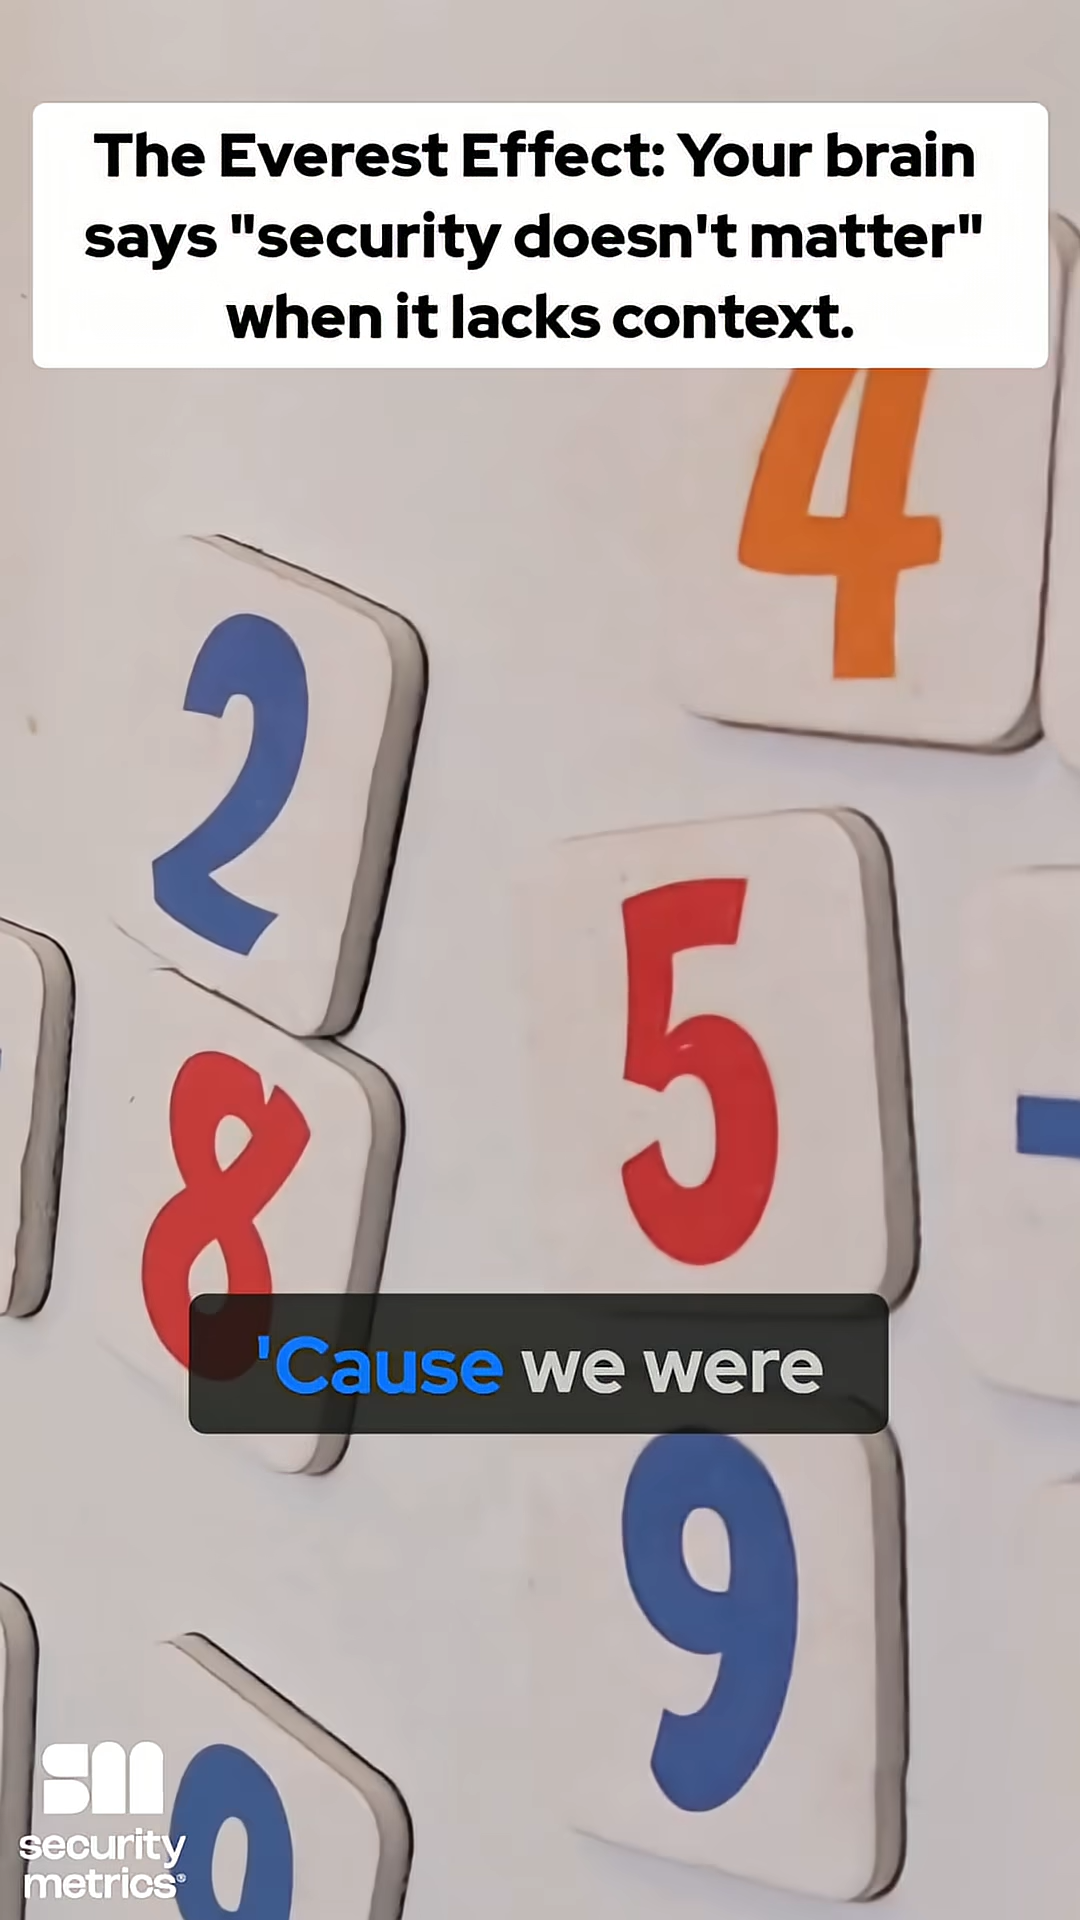 The Everest Effect: Your brain
says "security doesn't matter"
when it lacks context.
4
2
5
8
'Cause we were
9
security
metrics®